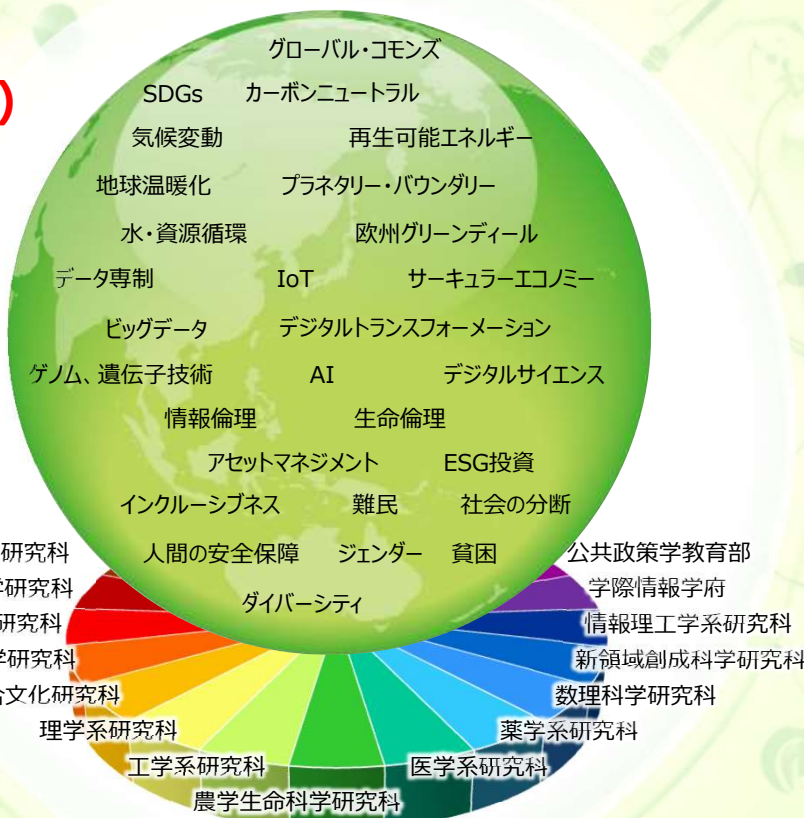 グローバル・コモンズ
)
SDGs カーボンニュートラル
気候変動 再生可能エネルギー
地球温暖化 プラネタリー・バウンダリー
水・資源循環 欧州グリーンディール
データ専制 IoT サーキュラーエコノミー
ビッグデータ デジタルトランスフォーメーション
ゲノム、遺伝子技術 AI デジタルサイエンス
情報倫理 生命倫理
アセットマネジメント ESG投資
インクルーシブネス 難民 社会の分断
研究科 人間の安全保障 ジェンダー 貧困 公共政策学教育部
学研究科 ダイバーシティ 学際情報学府
研究科 情報理工学系研究科
学研究科 新領域創成科学研究科
合文化研究科 数理科学研究科
理学系研究科 薬学系研究科
工学系研究科 医学系研究科
農学生命科学研究科